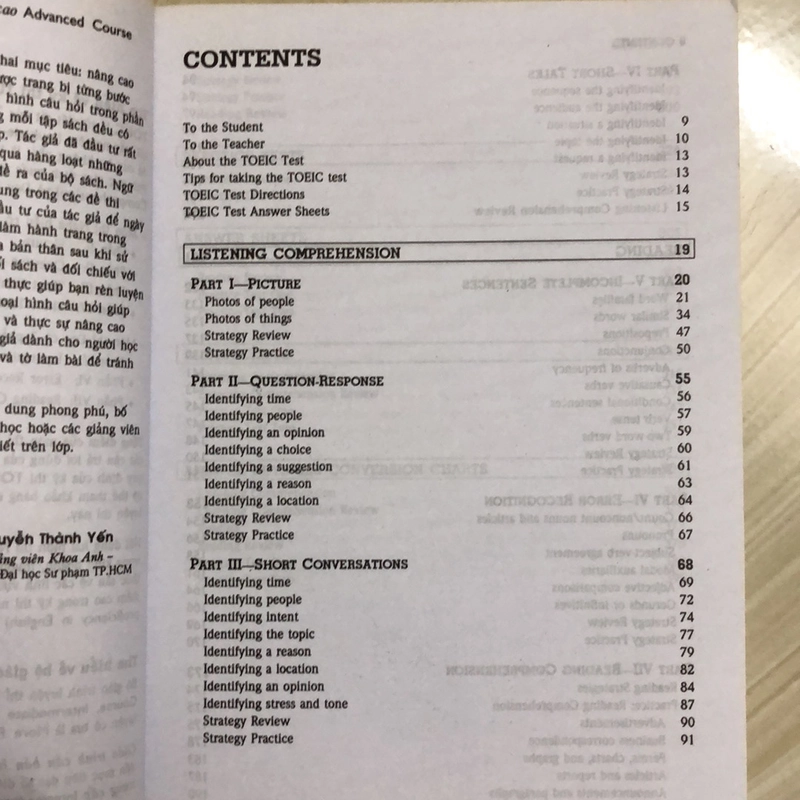 cao Advanced Course
hai mục tiêu: nâng cao
ược trang bị từng bước
hình câu hỏi trong phần
mỗi tập sách đều có
Tác giả đã đầu tư rất
qua hàng loạt những
đề ra của bộ sách. Ngữ
ung trong các đề thi
ầu tư của tác giả để ngày
làm hành trang trong
bản thân sau khi sử
sách và đối chiếu với
thực giúp bạn rèn luyện
oại hình câu hỏi giúp
và thực sự nâng cao
giả dành cho người học
và tờ làm bài để tránh
dung phong phú, bố
học hoặc các giảng viên
iết trên lớp.
uyễn Thành Yến
ảng viên Khoa Anh –
Đại học Sư phạm TP.HCM
CONTENTS
To the Student 9
To the Teacher 10
About the TOEIC Test 13
Tips for taking the TOEIC test 13
TOEIC Test Directions 14
TOEIC Test Answer Sheets 15
LISTENING COMPREHENSION 19
PART I—PICTURE 20
Photos of people 21
Photos of things 34
Strategy Review 47
Strategy Practice 50
PART II—QUESTION-RESPONSE 55
Identifying time 56
Identifying people 57
Identifying an opinion 59
Identifying a choice 60
Identifying a suggestion 61
Identifying a reason 63
Identifying a location 64
Strategy Review 66
Strategy Practice 67
PART III—SHORT CONVERSATIONS 68
Identifying time 69
Identifying people 72
Identifying intent 74
Identifying the topic 77
Identifying a reason 79
Identifying a location 82
Identifying an opinion 84
Identifying stress and tone 87
Strategy Review 90
Strategy Practice 91